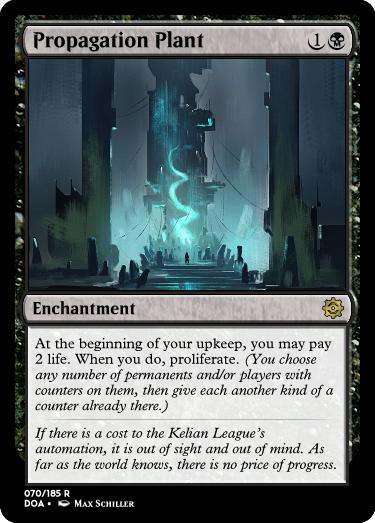 Propagation Plant 1
Enchantment
At the beginning of your upkeep, you may pay
2 life. When you do, proliferate. (You choose
any number of permanents and/or players with
counters on them, then give each another kind of a
counter already there.)
If there is a cost to the Kelian League's
automation, it is out of sight and out of mind. As
far as the world knows, there is no price of progress.
070/185 R
DOA • Max Schiller